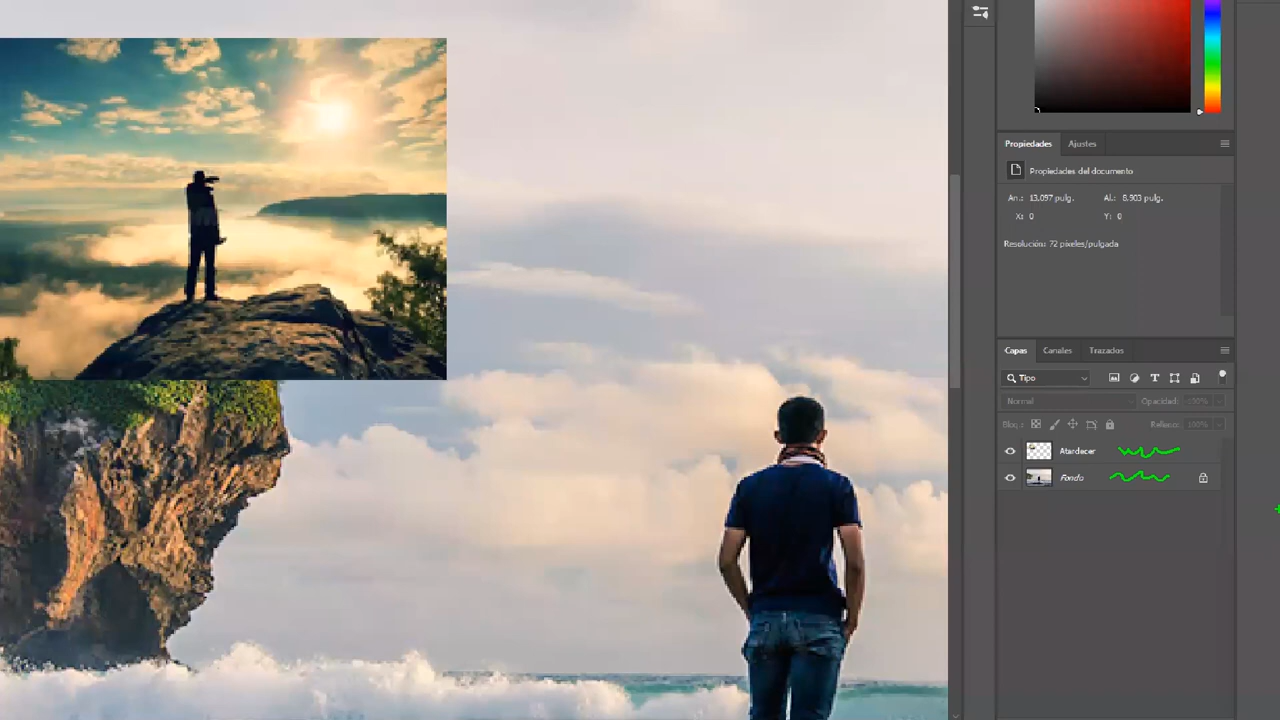 Propiedades Ajustes
Propiedades del documento
An.: 13,097 pulg. Al.: 8,903 pulg.
X: 0 Y: 0
Resolución: 72 píxeles/pulgada
Capas Canales Trazados
Tipo
Normal Opacidad: 100%
Bloq.: Relleno: 100%
Atardecer
Fondo